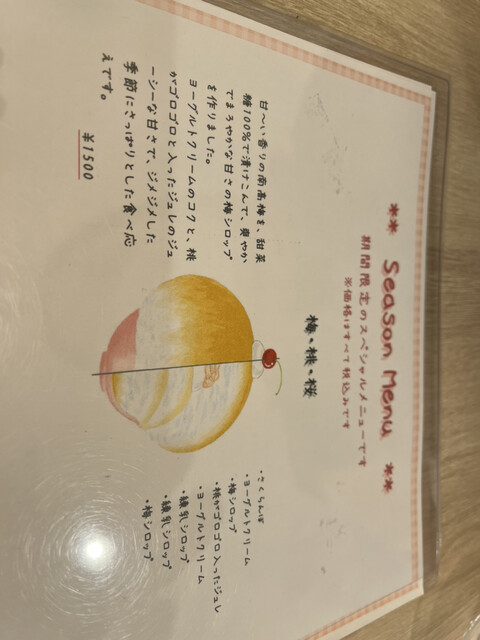 ** Season Menu **
期間限定のスペシャルメニューです
※価格はすべて税込みです
梅・桃・桜
甘〜い香りの南高梅を、甜菜
糖100%で漬けこんで、爽やか
でまろやかな甘さの梅シロップ
を作りました。
ヨーグルトクリームのコクと、桃
がゴロゴロと入ったジュレのジュ
ーシーな甘さで、ジメジメした
季節にさっぱりとした食べ応
えです。
¥1500
・さくらんぼ
・ヨーグルトクリーム
・梅シロップ
・桃がゴロゴロ入ったジュレ
・ヨーグルトクリーム
・練乳シロップ
・練乳シロップ
・梅シロップ